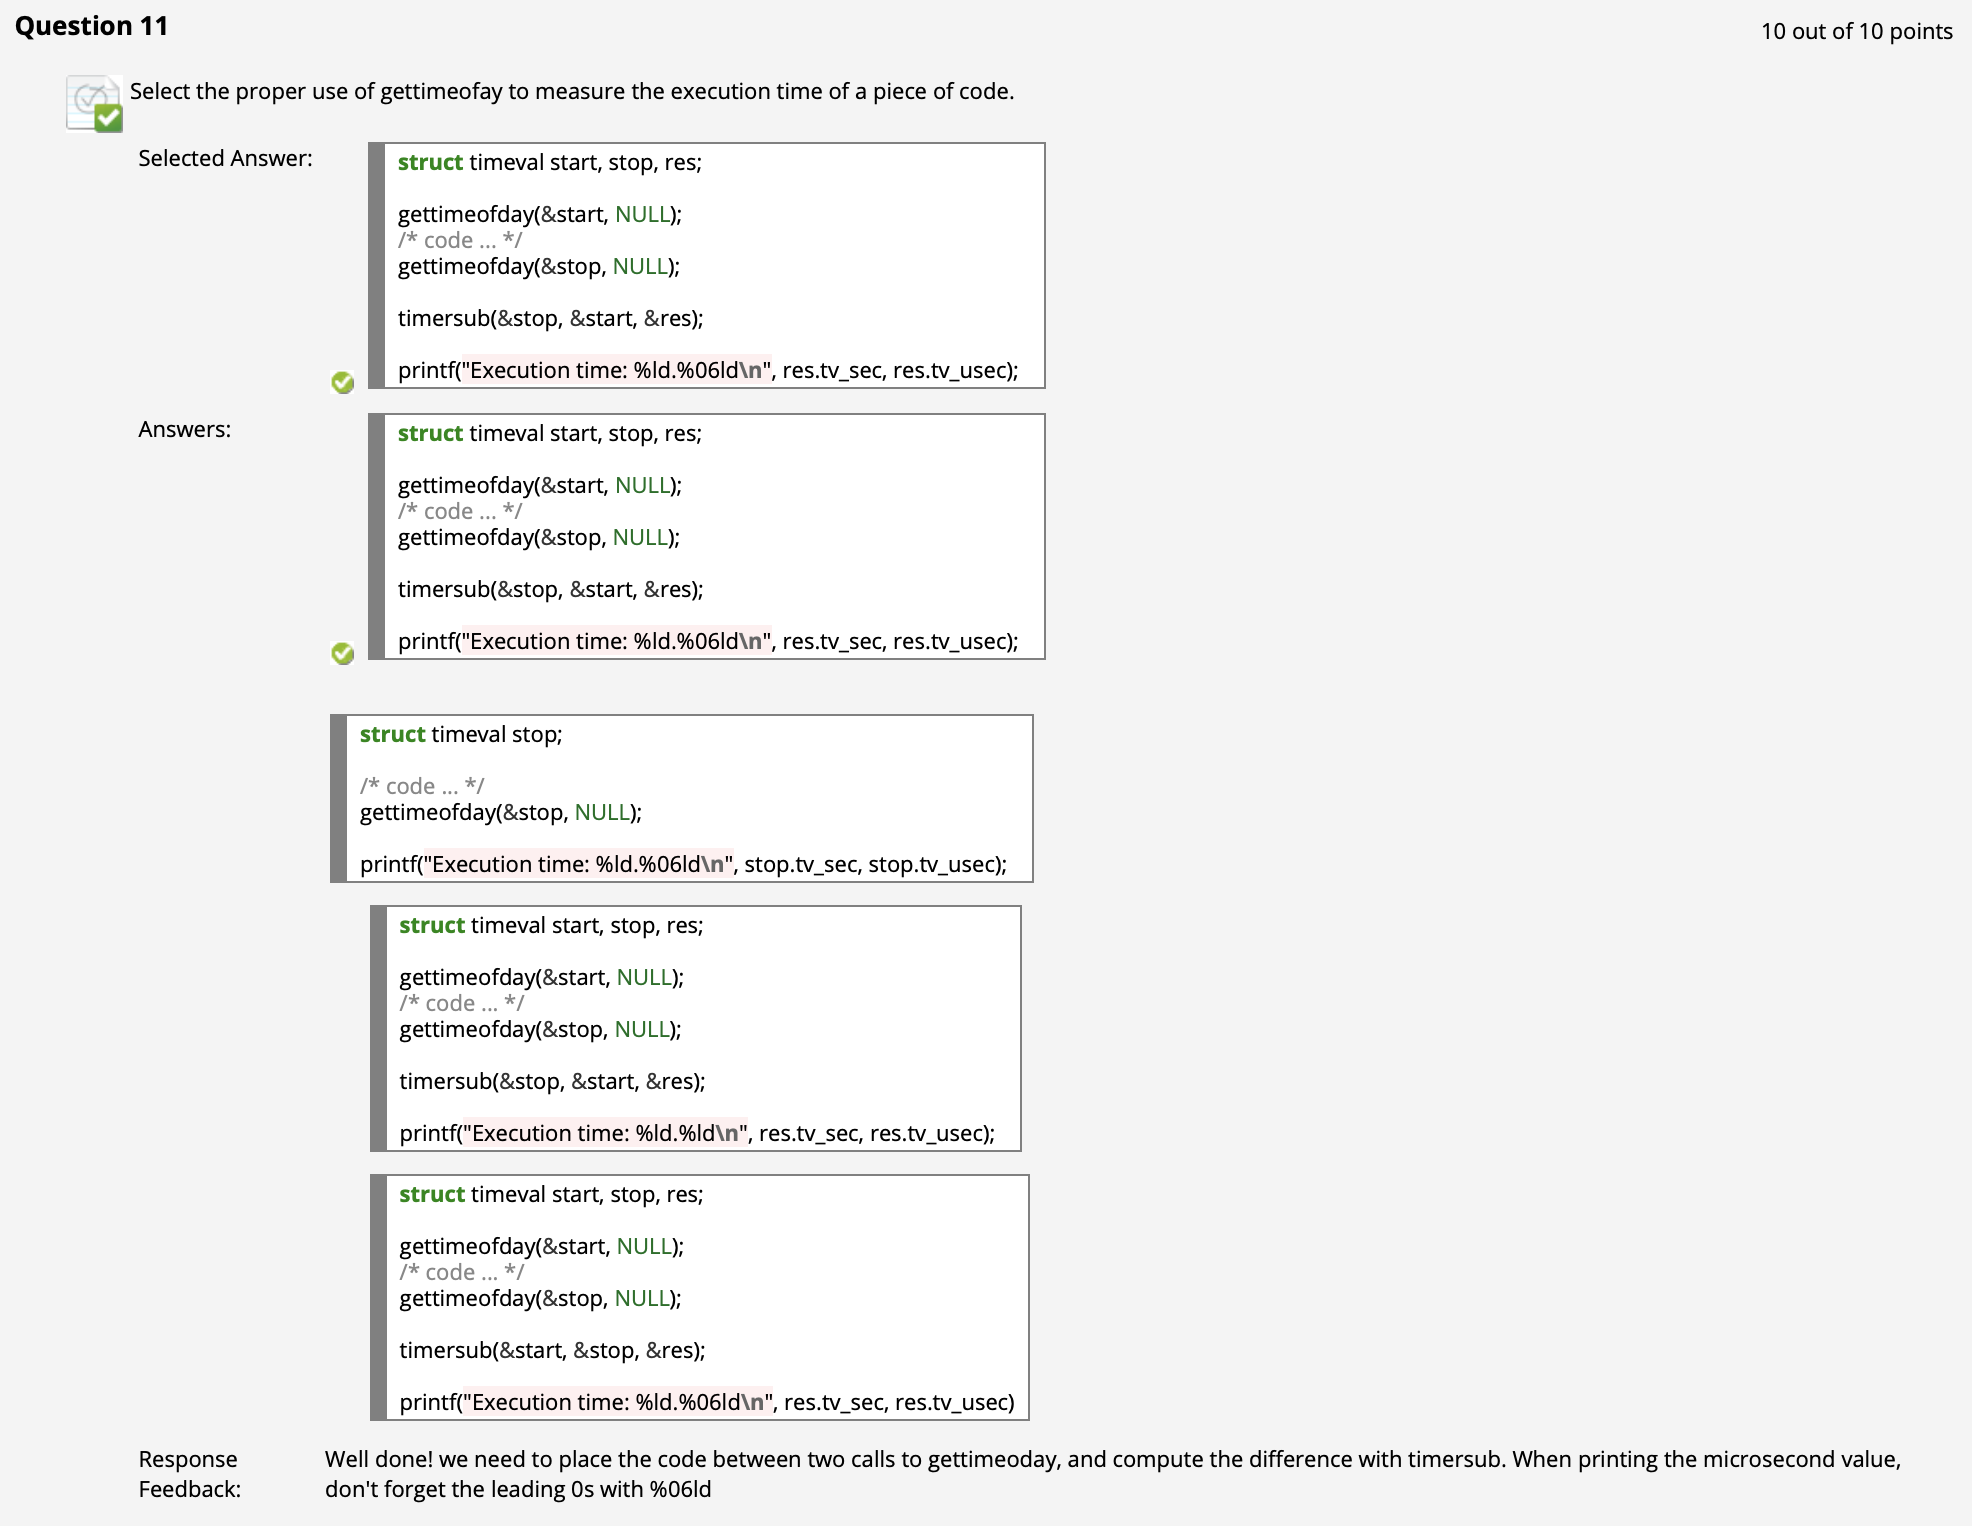 Question 11
10 out of 10 points
Select the proper use of gettimeofay to measure the execution time of a piece of code.
Selected Answer:
struct timeval start, stop, res;
gettimeofday(&start, NULL);
/* code ... */
gettimeofday(&stop, NULL);
timersub(&stop, &start, &res);
printf("Execution time: %ld.%06ld\n", res.tv_sec, res.tv_usec);
Answers:
struct timeval start, stop, res;
gettimeofday(&start, NULL);
/* code ... */
gettimeofday(&stop, NULL);
timersub(&stop, &start, &res);
printf("Execution time: %ld.%06ld\n", res.tv_sec, res.tv_usec);
struct timeval stop;
/* code ... */
gettimeofday(&stop, NULL);
printf("Execution time: %ld.%06ld\n", stop.tv_sec, stop.tv_usec);
struct timeval start, stop, res;
gettimeofday(&start, NULL);
/* code ... */
gettimeofday(&stop, NULL);
timersub(&stop, &start, &res);
printf("Execution time: %ld.%ld\n", res.tv_sec, res.tv_usec);
struct timeval start, stop, res;
gettimeofday(&start, NULL);
/* code ... */
gettimeofday(&stop, NULL);
timersub(&start, &stop, &res);
printf("Execution time: %ld.%06ld\n", res.tv_sec, res.tv_usec)
Response Feedback:
Well done! we need to place the code between two calls to gettimeoday, and compute the difference with timersub. When printing the microsecond value,
don't forget the leading 0s with %06ld